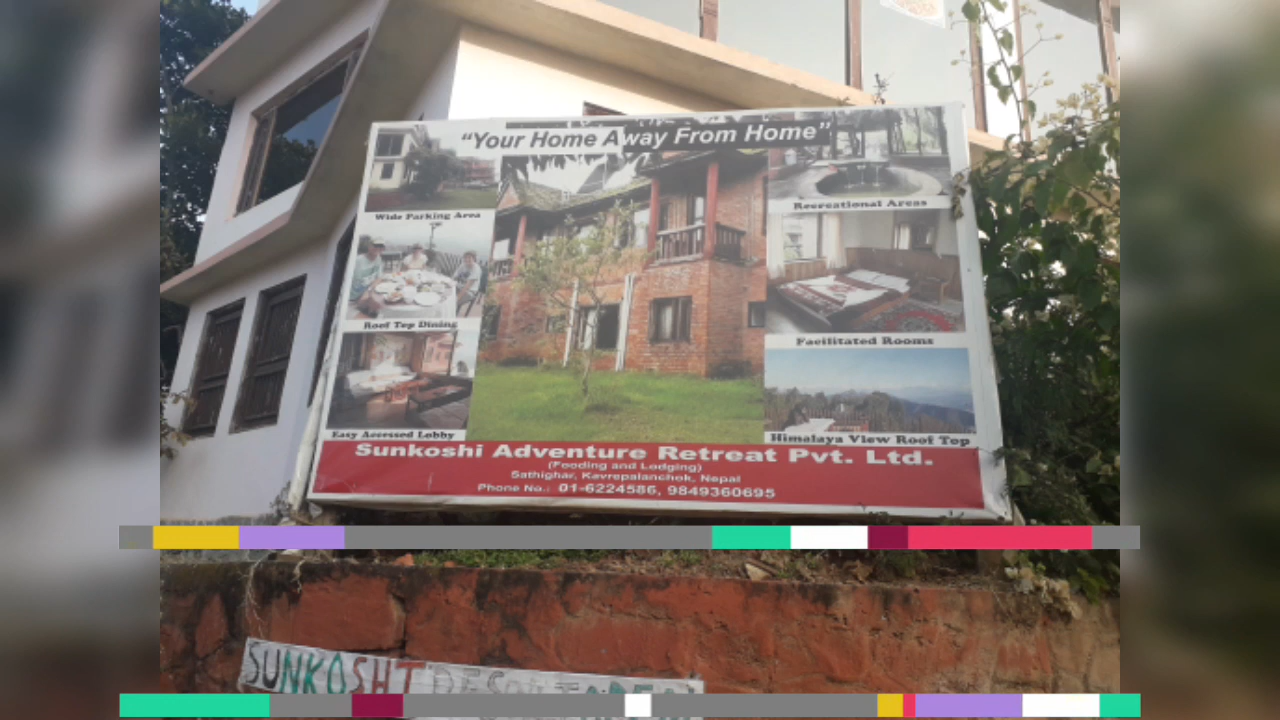 "Your Home Away From Home"
Wide Parking Area
Recreational Areas
Roof Top Dining
Facilitated Rooms
Easy Accessed Lobby
Himalaya View Roof Top
Sunkoshi Adventure Retreat Pvt. Ltd.
(Fooding and Lodging)
Sathighar, Kavrepalanchok, Nepal
Phone No.: 01-6224586, 9849360695
SUNKOSHI